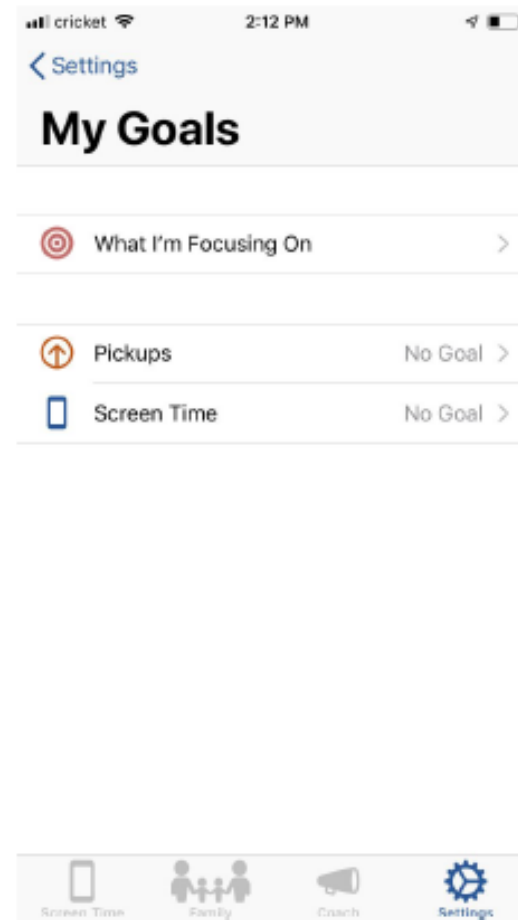 cricket 2:12 PM
Settings
My Goals
What I'm Focusing On
Pickups No Goal
Screen Time No Goal
Screen Time Family Coach Settings